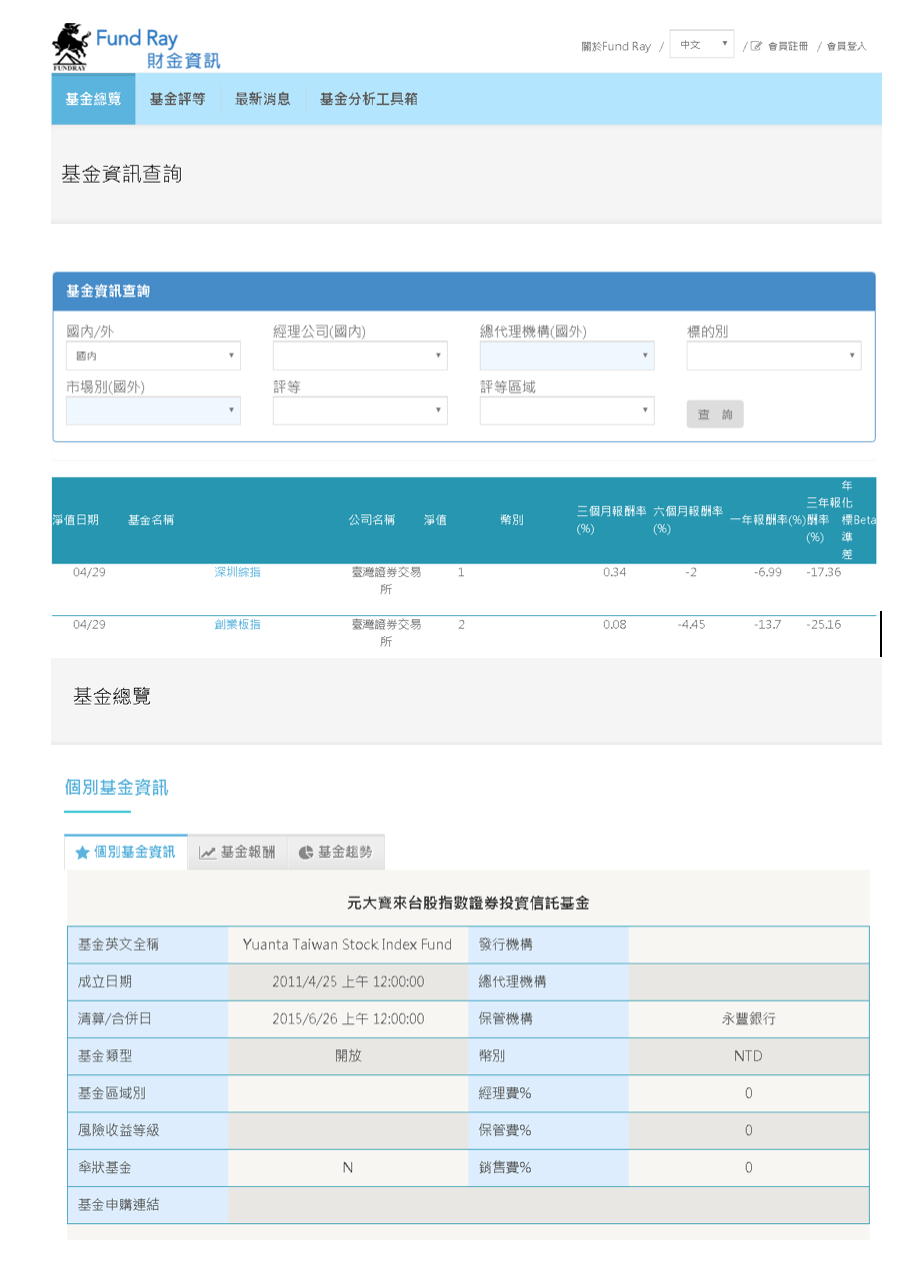 Fund Ray
財金資訊
FUNDRAY
關於Fund Ray / 中文 / 會員註冊 / 會員登入
基金總覽 基金評等 最新消息 基金分析工具箱
基金資訊查詢
基金資訊查詢
國內/外 經理公司(國內) 總代理機構(國外) 標的別
國內
市場別(國外) 評等 評等區域
查 詢
淨值日期 基金名稱 公司名稱 淨值 幣別 三個月報酬率(%) 六個月報酬率(%) 一年報酬率(%) 三年報酬率(%) 年化標準差 Beta
04/29 深圳綜指 臺灣證券交易所 1 0.34 -2 -6.99 -17.36
04/29 創業板指 臺灣證券交易所 2 0.08 -4.45 -13.7 -25.16
基金總覽
個別基金資訊
個別基金資訊 基金報酬 基金趨勢
元大寶來台股指數證券投資信託基金
基金英文全稱 Yuanta Taiwan Stock Index Fund 發行機構
成立日期 2011/4/25 上午 12:00:00 總代理機構
清算/合併日 2015/6/26 上午 12:00:00 保管機構 永豐銀行
基金類型 開放 幣別 NTD
基金區域別 經理費% 0
風險收益等級 保管費% 0
傘狀基金 N 銷售費% 0
基金申購連結